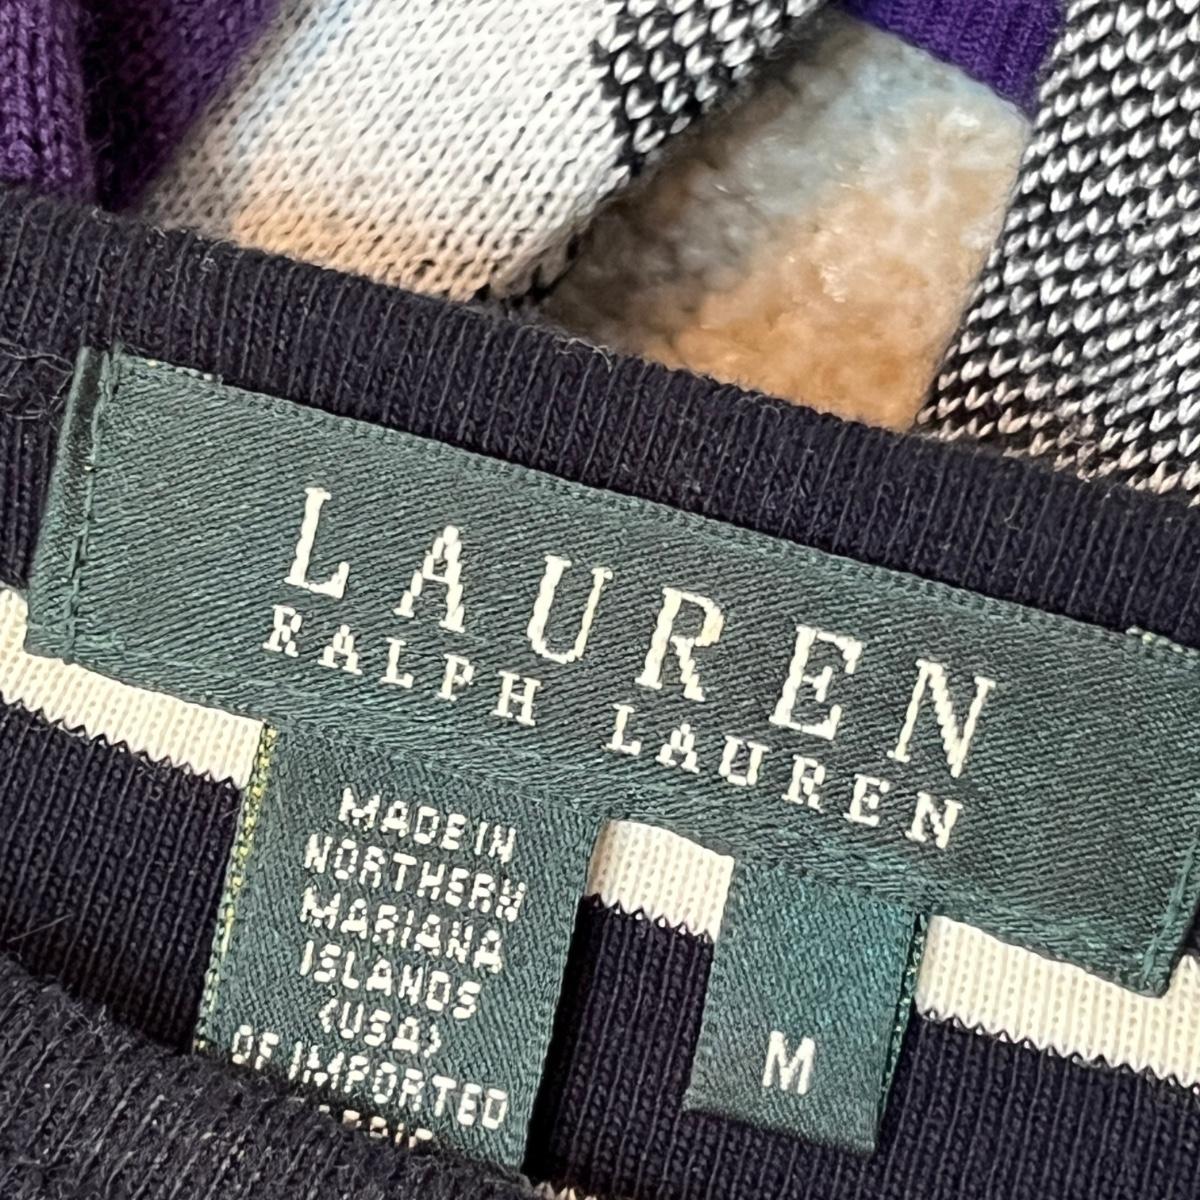 LAUREN
RALPH LAUREN
MADE IN
NORTHERN
MARIANA
ISLANDS
(USA)
OF IMPORTED
M